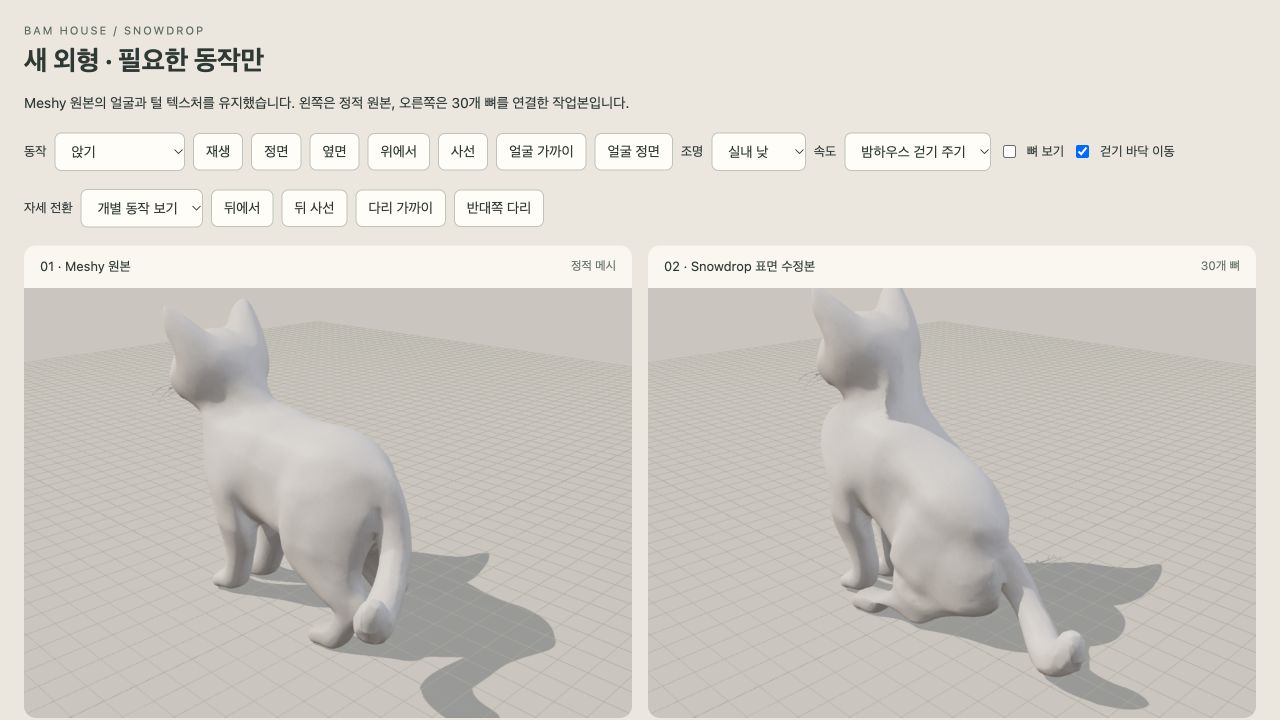 BAM HOUSE / SNOWDROP
새 외형 · 필요한 동작만
Meshy 원본의 얼굴과 털 텍스처를 유지했습니다. 왼쪽은 정적 원본, 오른쪽은 30개 뼈를 연결한 작업본입니다.
동작 앉기 재생 정면 옆면 위에서 사선 얼굴 가까이 얼굴 정면 조명 실내 낮 속도 밤하우스 걷기 주기 뼈 보기 걷기 바닥 이동
자세 전환 개별 동작 보기 뒤에서 뒤 사선 다리 가까이 반대쪽 다리
01 · Meshy 원본 정적 메시
02 · Snowdrop 표면 수정본 30개 뼈